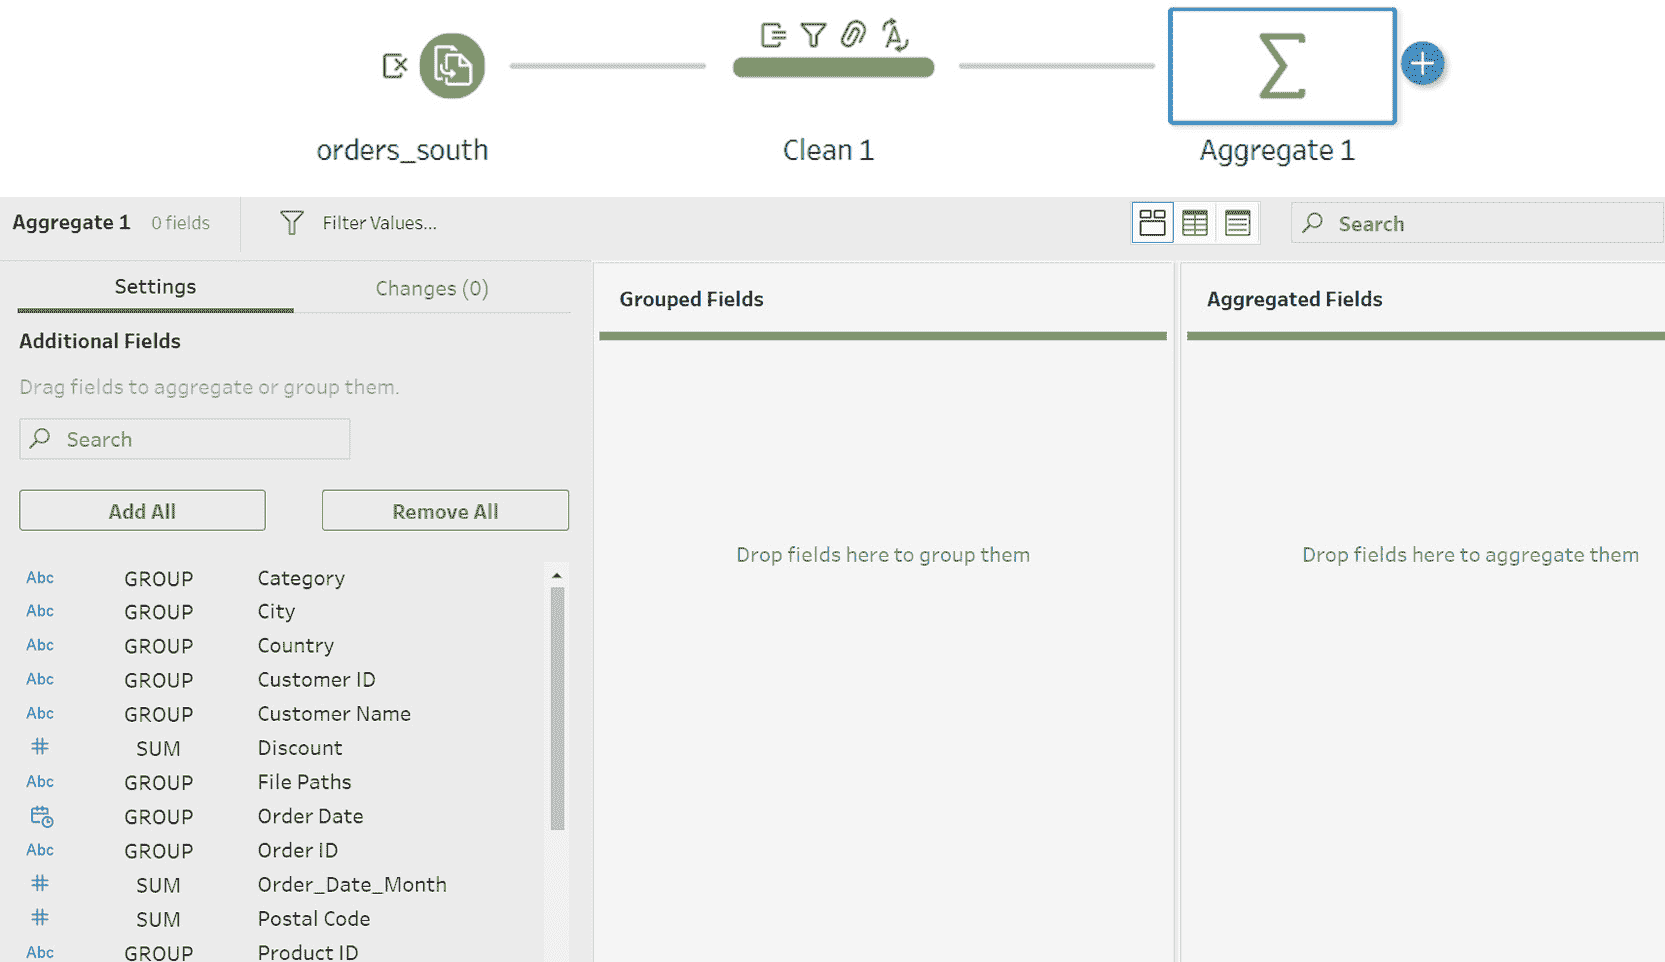 orders_south
Clean 1
Aggregate 1
Aggregate 1 0 fields Filter Values... Search
Settings Changes (0)
Additional Fields
Drag fields to aggregate or group them.
Search
Add All Remove All
Abc GROUP Category
Abc GROUP City
Abc GROUP Country
Abc GROUP Customer ID
Abc GROUP Customer Name
# SUM Discount
Abc GROUP File Paths
GROUP Order Date
Abc GROUP Order ID
# SUM Order_Date_Month
# SUM Postal Code
Abc GROUP Product ID
Grouped Fields
Drop fields here to group them
Aggregated Fields
Drop fields here to aggregate them